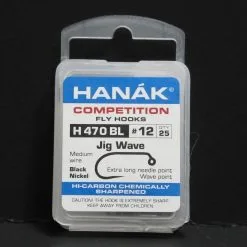 HANÁK®
COMPETITION
FLY HOOKS
H 470 BL #12 QTY 25
Jig Wave
Medium wire
Black Nickel
Extra long needle point
Wave point
HI-CARBON CHEMICALLY
SHARPENED
CAUTION: THE HOOK IS EXTREMELY SHARP.
KEEP AWAY FROM CHILDREN